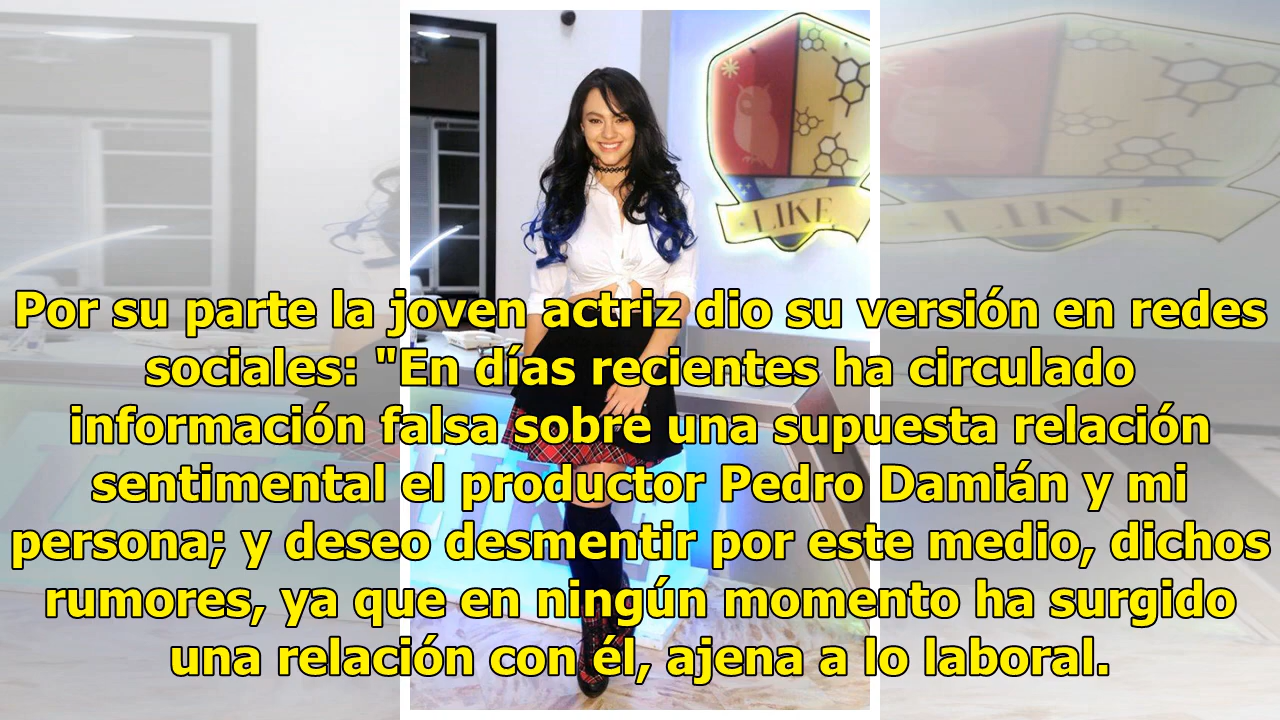 LIKE
Por su parte la joven actriz dio su versión en redes
sociales: "En días recientes ha circulado
información falsa sobre una supuesta relación
sentimental el productor Pedro Damián y mi
persona; y deseo desmentir por este medio, dichos
rumores, ya que en ningún momento ha surgido
una relación con él, ajena a lo laboral.